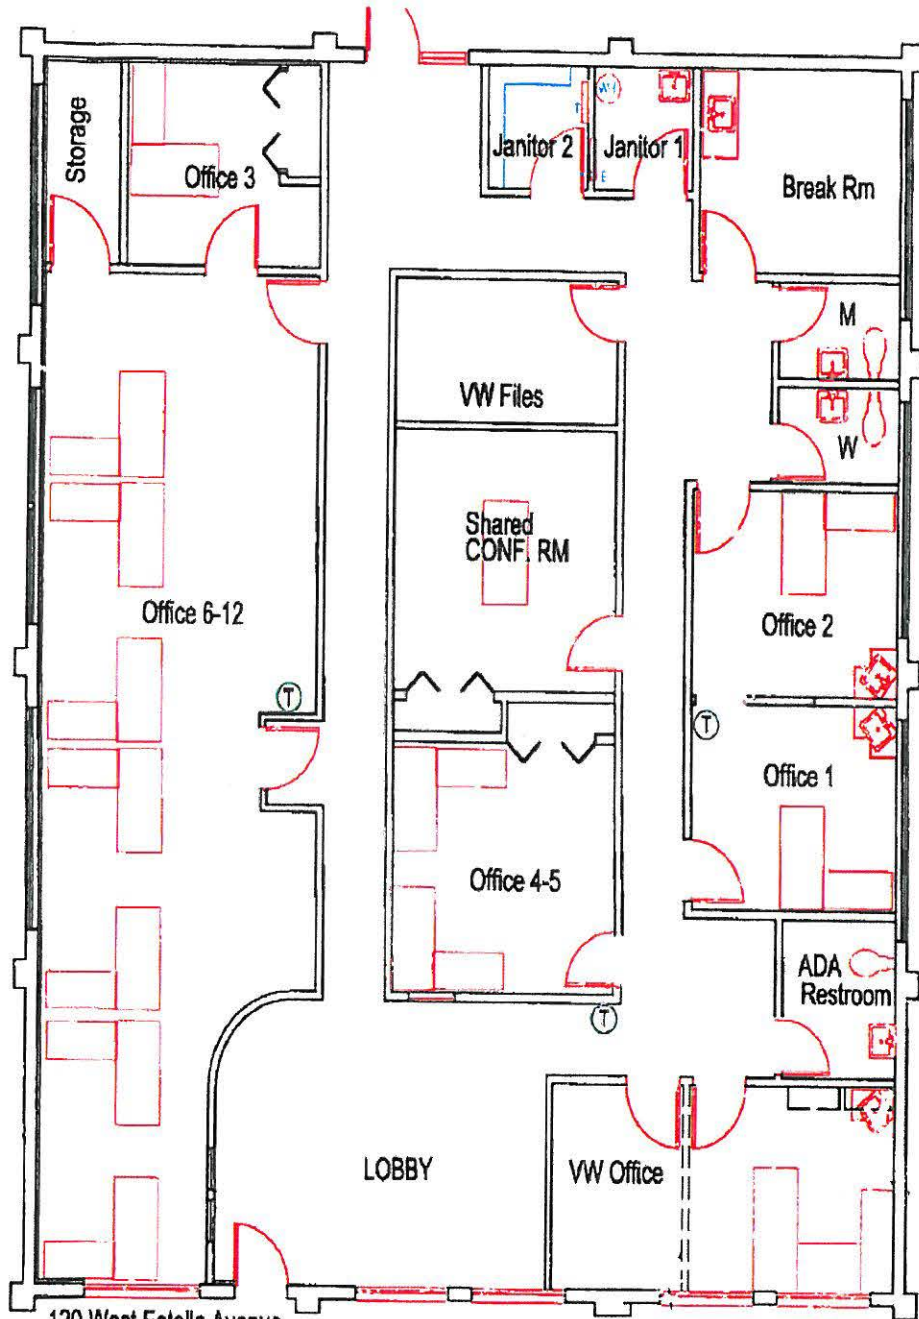 Storage
Office 3
Janitor 2
Janitor 1
WH
T
E
Break Rm
M
W
VW Files
Shared
CONF. RM
Office 6-12
T
Office 2
T
Office 1
Office 4-5
ADA
Restroom
T
LOBBY
VW Office